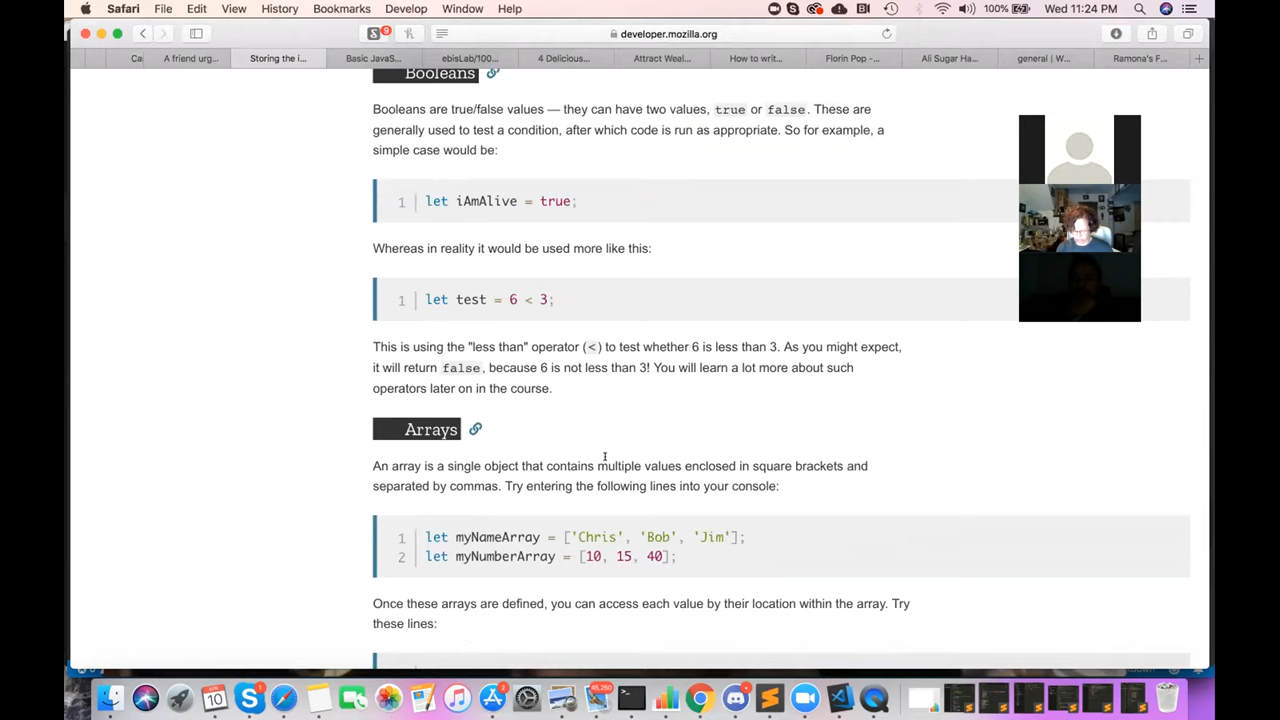 Safari File Edit View History Bookmarks Develop Window Help 100% Wed 11:24 PM
developer.mozilla.org
Ca A friend urg... Storing the i... Basic JavaS... ebisLab/100... 4 Delicious... Attract Weal... How to writ... Florin Pop -... Ali Sugar Ha... general | W... Ramona's F...
Booleans
Booleans are true/false values — they can have two values, true or false. These are
generally used to test a condition, after which code is run as appropriate. So for example, a
simple case would be:
1 let iAmAlive = true;
Whereas in reality it would be used more like this:
1 let test = 6 < 3;
This is using the "less than" operator (<) to test whether 6 is less than 3. As you might expect,
it will return false, because 6 is not less than 3! You will learn a lot more about such
operators later on in the course.
Arrays
An array is a single object that contains multiple values enclosed in square brackets and
separated by commas. Try entering the following lines into your console:
1 let myNameArray = ['Chris', 'Bob', 'Jim'];
2 let myNumberArray = [10, 15, 40];
Once these arrays are defined, you can access each value by their location within the array. Try
these lines:
APR
10